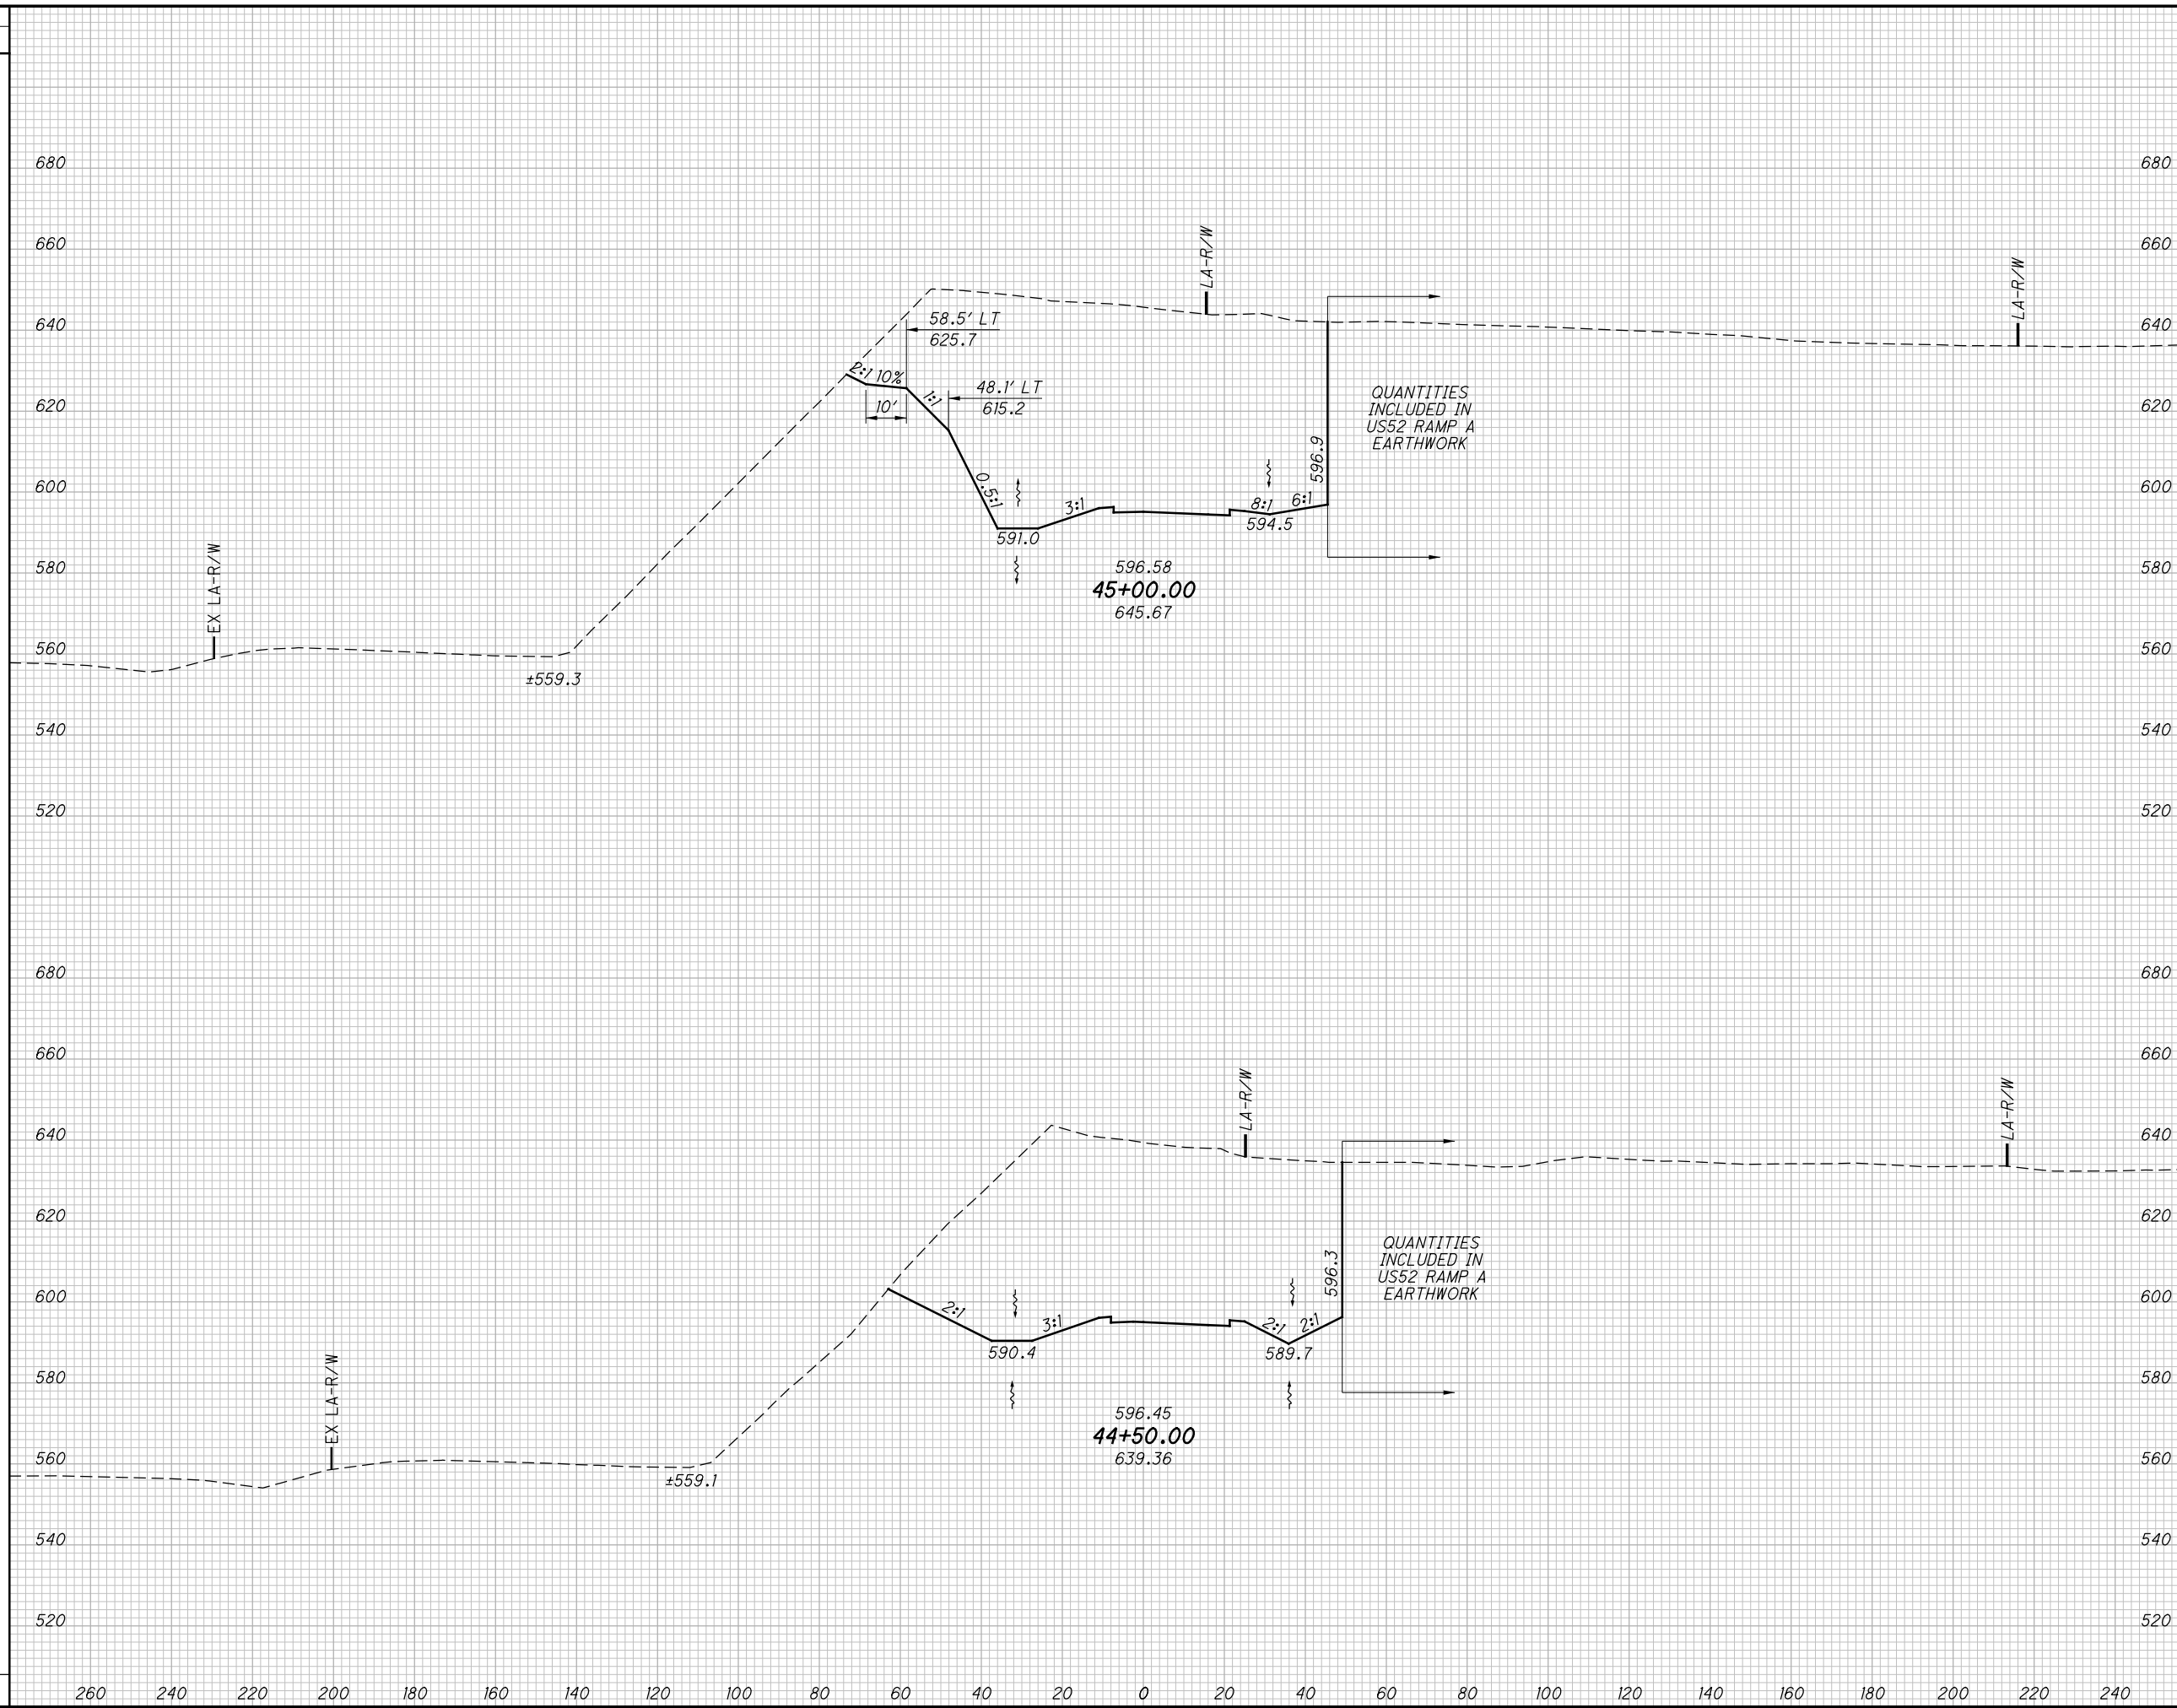 680 680
660 LA-R/W LA-R/W 660
640 58.5' LT 640
625.7
2:1 10% 1:1 48.1' LT
10' 615.2
620 620
QUANTITIES
INCLUDED IN
US52 RAMP A
EARTHWORK
600 0.5:1 3:1 8:1 6:1 596.9 600
591.0 594.5
580 EX LA-R/W 596.58 580
45+00.00
645.67
560 560
±559.3
540 540
520 520
680 680
660 LA-R/W LA-R/W 660
640 640
620 620
QUANTITIES
INCLUDED IN
US52 RAMP A
EARTHWORK
600 2:1 3:1 2:1 2:1 596.3 600
590.4 589.7
580 EX LA-R/W 580
596.45
44+50.00
639.36
560 560
±559.1
540 540
520 520
260 240 220 200 180 160 140 120 100 80 60 40 20 0 20 40 60 80 100 120 140 160 180 200 220 240